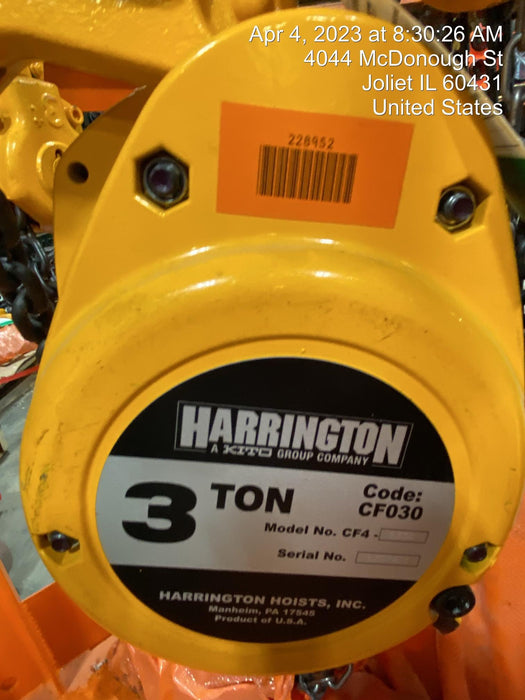 Apr 4, 2023 at 8:30:26 AM
4044 McDonough St
Joliet IL 60431
United States
228952
HARRINGTON
A KITO GROUP COMPANY
3 TON
Code:
CF030
Model No. CF4 -
Serial No.
HARRINGTON HOISTS, INC.
Manheim, PA 17545
Product of U.S.A.